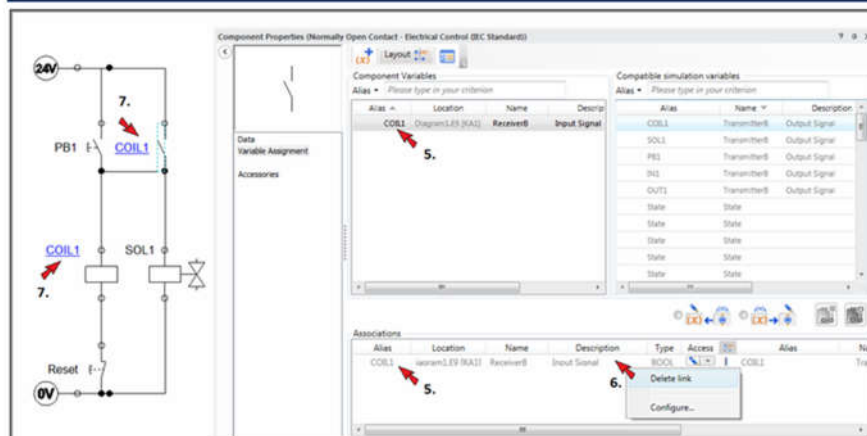 Component Properties (Normally Open Contact - Electrical Control (IEC Standard))
Layout
Component Variables
Alias Please type in your criterion
Alias Location Name Descrip
COIL1 Diagram1.E9 [KA1] ReceiverB Input Signal
5.
Compatible simulation variables
Alias Please type in your criterion
Alias Name Description
COIL1 TransmitterB Output Signal
SOL1 TransmitterB Output Signal
PB1 TransmitterB Output Signal
IN1 TransmitterB Output Signal
OUT1 TransmitterB Output Signal
State State
State State
State State
State State
State State
Data
Variable Assignment
Accessories
24V
7.
PB1
COIL1
COIL1
SOL1
7.
Reset
0V
Associations
Alias Location Name Description Type Access Alias
COIL1 ReceiverB Input Signal BOOL COIL1
5.
6.
Delete link
Configure...